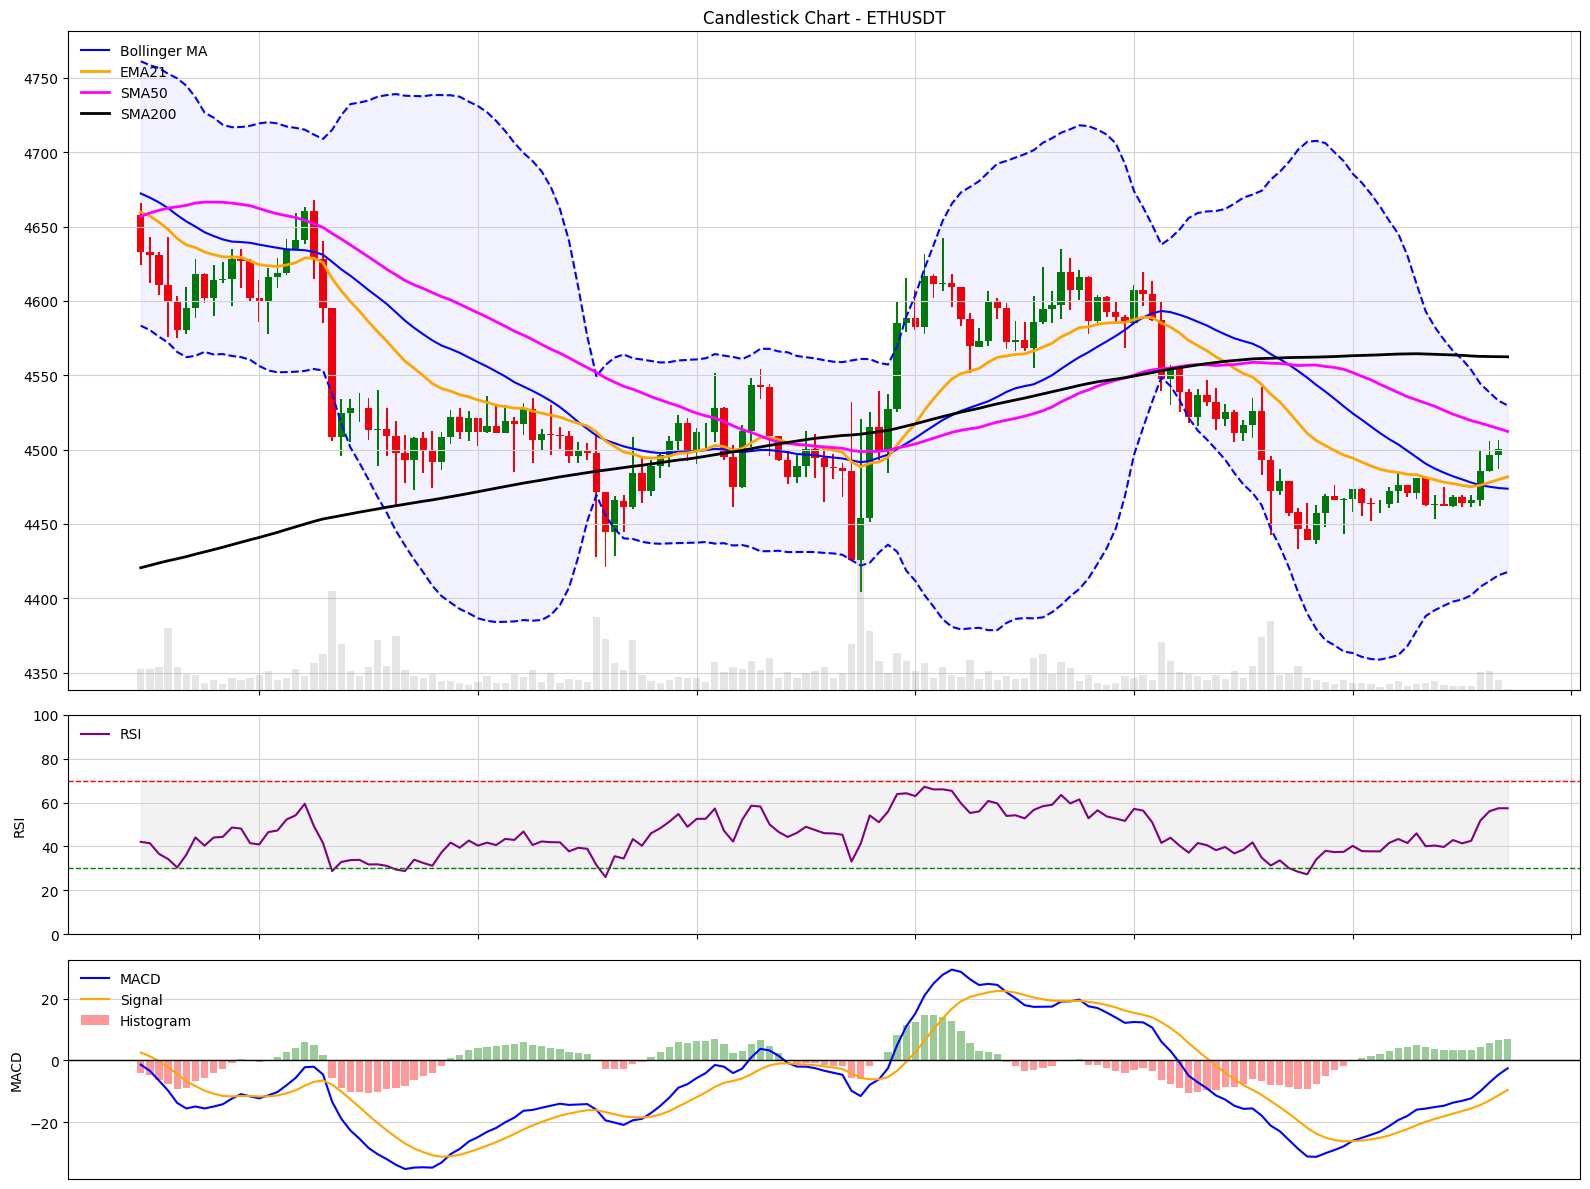 Candlestick Chart - ETHUSDT
Bollinger MA
EMA21
SMA50
SMA200
4750
4700
4650
4600
4550
4500
4450
4400
4350
RSI
100
80
60
40
20
0
RSI
MACD
Signal
Histogram
20
0
−20
MACD